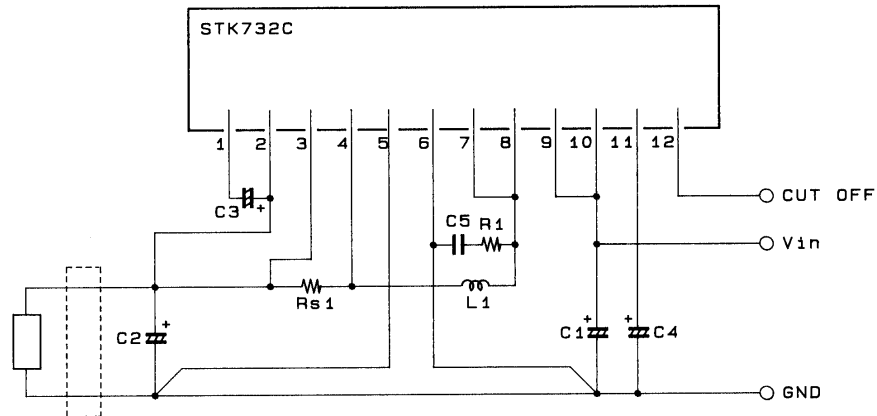 STK732C
1 2 3 4 5 6 7 8 9 10 11 12
C3 +
CUT OFF
C5 R1
Vin
Rs1
L1
C2 +
C1 +
+ C4
GND